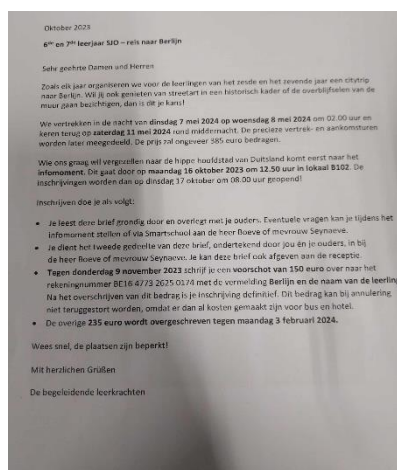 Oktober 2023
6de en 7de leerjaar SJO – reis naar Berlijn
Sehr geehrte Damen und Herren
Zoals elk jaar organiseren we voor de leerlingen van het zesde en het zevende jaar een citytrip
naar Berlijn. Wil jij ook genieten van streetart in een historisch kader of de overblijfselen van de
muur gaan bezichtigen, dan is dit je kans!
We vertrekken in de nacht van dinsdag 7 mei 2024 op woensdag 8 mei 2024 om 02.00 uur en
keren terug op zaterdag 11 mei 2024 rond middernacht. De precieze vertrek- en aankomsturen
worden later meegedeeld. De prijs zal ongeveer 385 euro bedragen.
Wie ons graag wil vergezellen naar de hippe hoofdstad van Duitsland komt eerst naar het
infomoment. Die gaat door op maandag 16 oktober 2023 om 12.50 uur in lokaal B102. De
inschrijvingen worden dan op dinsdag 17 oktober om 08.00 uur geopend!
Inschrijven doe je als volgt:
• Je leest deze brief grondig door en overlegt met je ouders. Eventuele vragen kan je tijdens het
infomoment stellen of via Smartschool aan de heer Boeve of mevrouw Seynaeve.
• Je dient het tweede gedeelte van deze brief, ondertekend door jou én je ouders, in bij
de heer Boeve of mevrouw Seynaeve. Je kan deze brief ook afgeven aan de receptie.
• Tegen donderdag 9 november 2023 schrijf je een voorschot van 150 euro over naar het
rekeningnummer BE16 4773 2625 0174 met de vermelding Berlijn en de naam van de leerling
Na het overschrijven van dit bedrag is je inschrijving definitief. Dit bedrag kan bij annulering
niet teruggestort worden, omdat er dan al kosten gemaakt zijn voor bus en hotel.
• De overige 235 euro wordt overgeschreven tegen maandag 3 februari 2024.
Wees snel, de plaatsen zijn beperkt!
Mit herzlichen Grüßen
De begeleidende leerkrachten